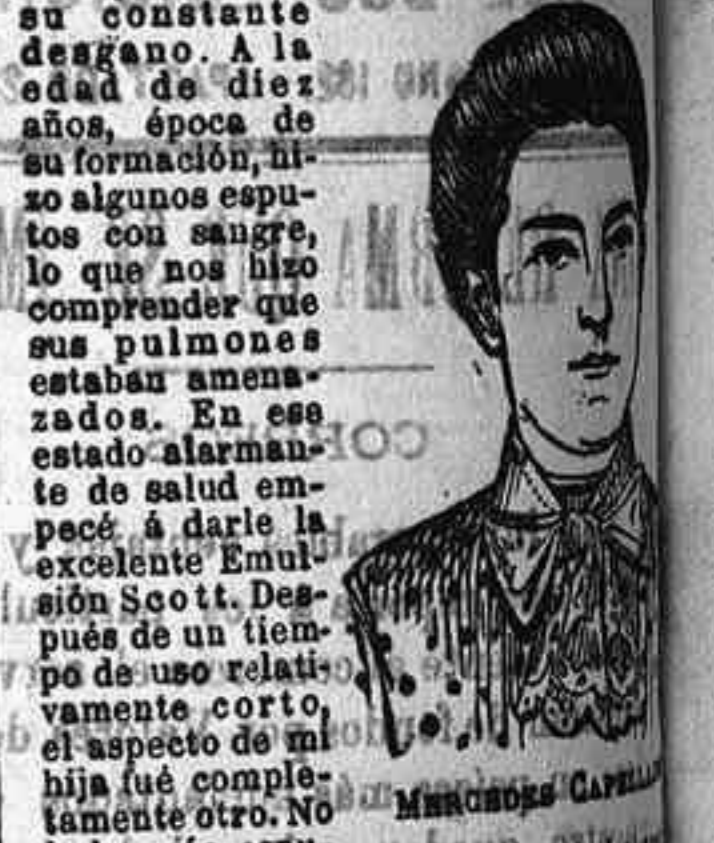 su constante
desgano. A la
edad de diez
años, época de
su formación, hi-
zo algunos espu-
tos con sangre,
lo que nos hizo
comprender que
sus pulmones
estaban amena-
zados. En ese
estado alarman-
te de salud em-
pecé á darle la
excelente Emul-
sión Scott. Des-
pués de un tiem-
po de uso relati-
vamente corto,
el aspecto de mi
hija fué comple-
tamente otro. No
MERCEDES